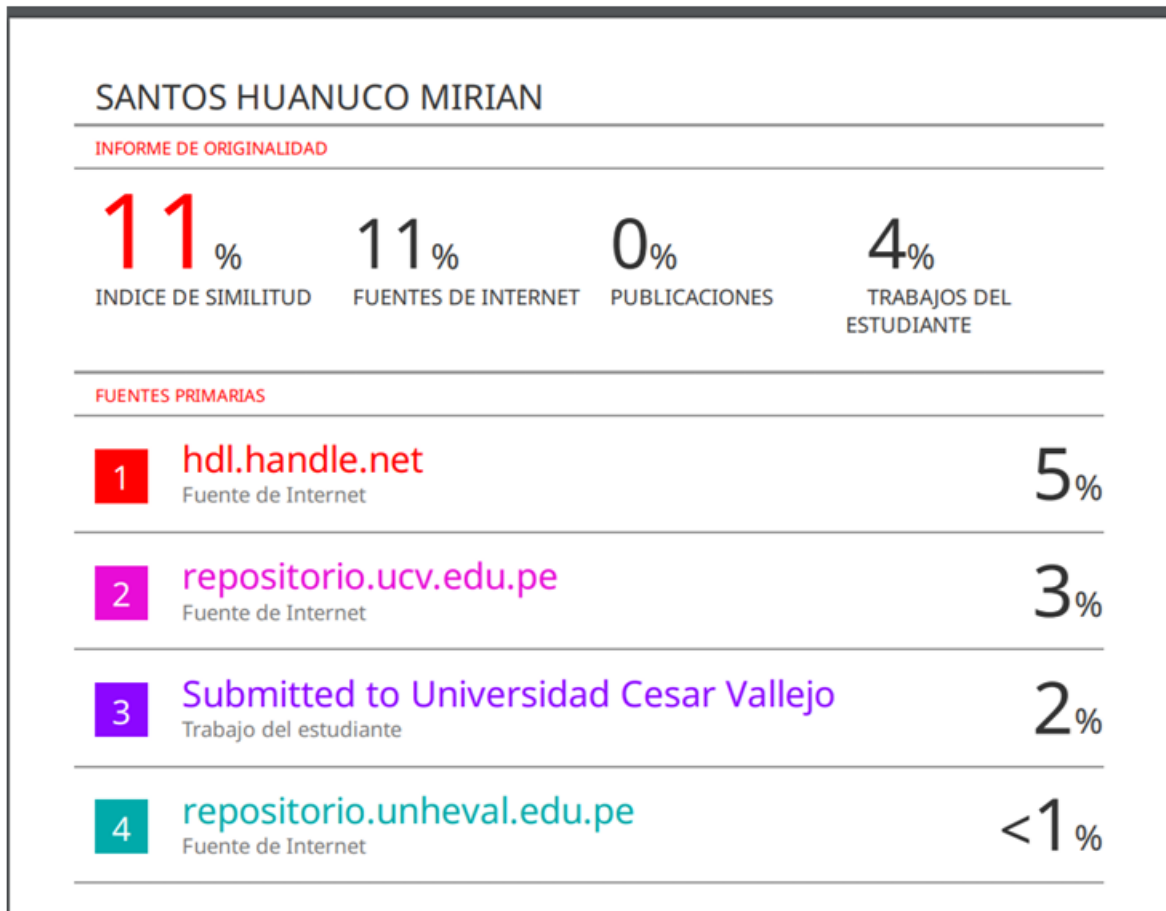 SANTOS HUANUCO MIRIAN
INFORME DE ORIGINALIDAD
11%
11%
0%
4%
INDICE DE SIMILITUD
FUENTES DE INTERNET
PUBLICACIONES
TRABAJOS DEL
ESTUDIANTE
FUENTES PRIMARIAS
1
hdl.handle.net
Fuente de Internet
5%
2
repositorio.ucv.edu.pe
Fuente de Internet
3%
3
Submitted to Universidad Cesar Vallejo
Trabajo del estudiante
2%
4
repositorio.unheval.edu.pe
Fuente de Internet
<1%